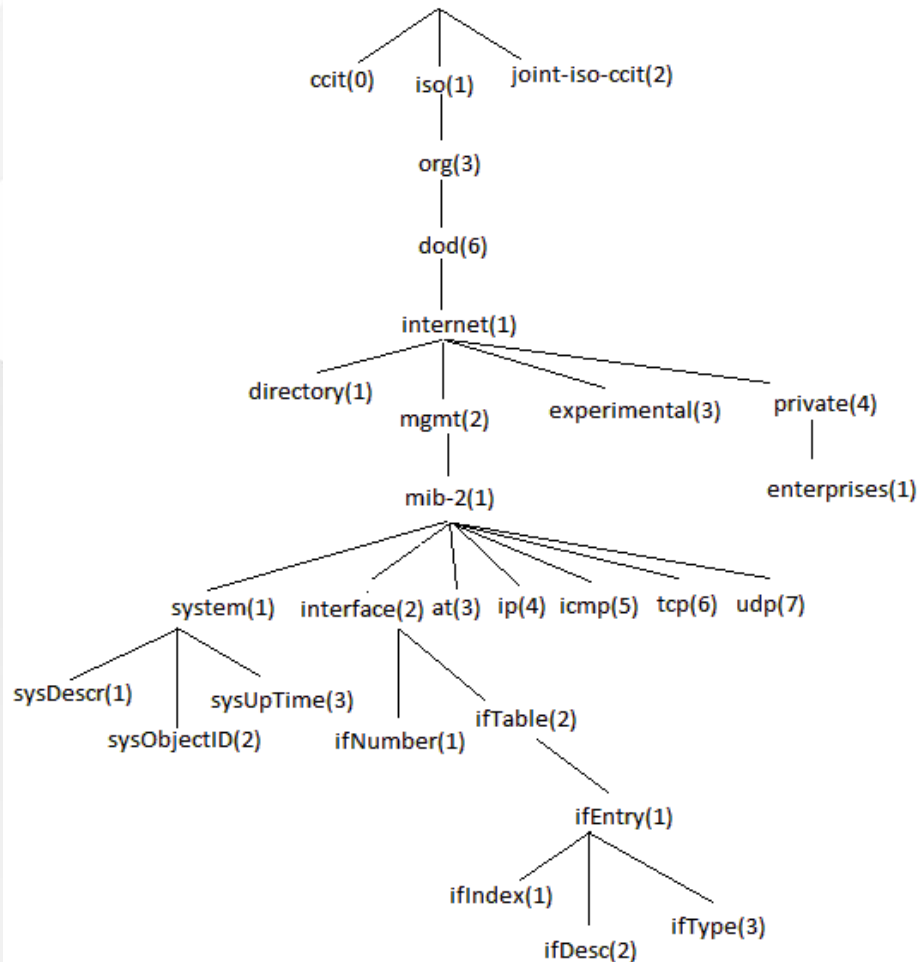 ccit(0) iso(1) joint-iso-ccit(2)
org(3)
dod(6)
internet(1)
directory(1) mgmt(2) experimental(3) private(4)
enterprises(1)
mib-2(1)
system(1) interface(2) at(3) ip(4) icmp(5) tcp(6) udp(7)
sysDescr(1) sysObjectID(2) sysUpTime(3) ifNumber(1) ifTable(2)
ifEntry(1)
ifIndex(1) ifDesc(2) ifType(3)